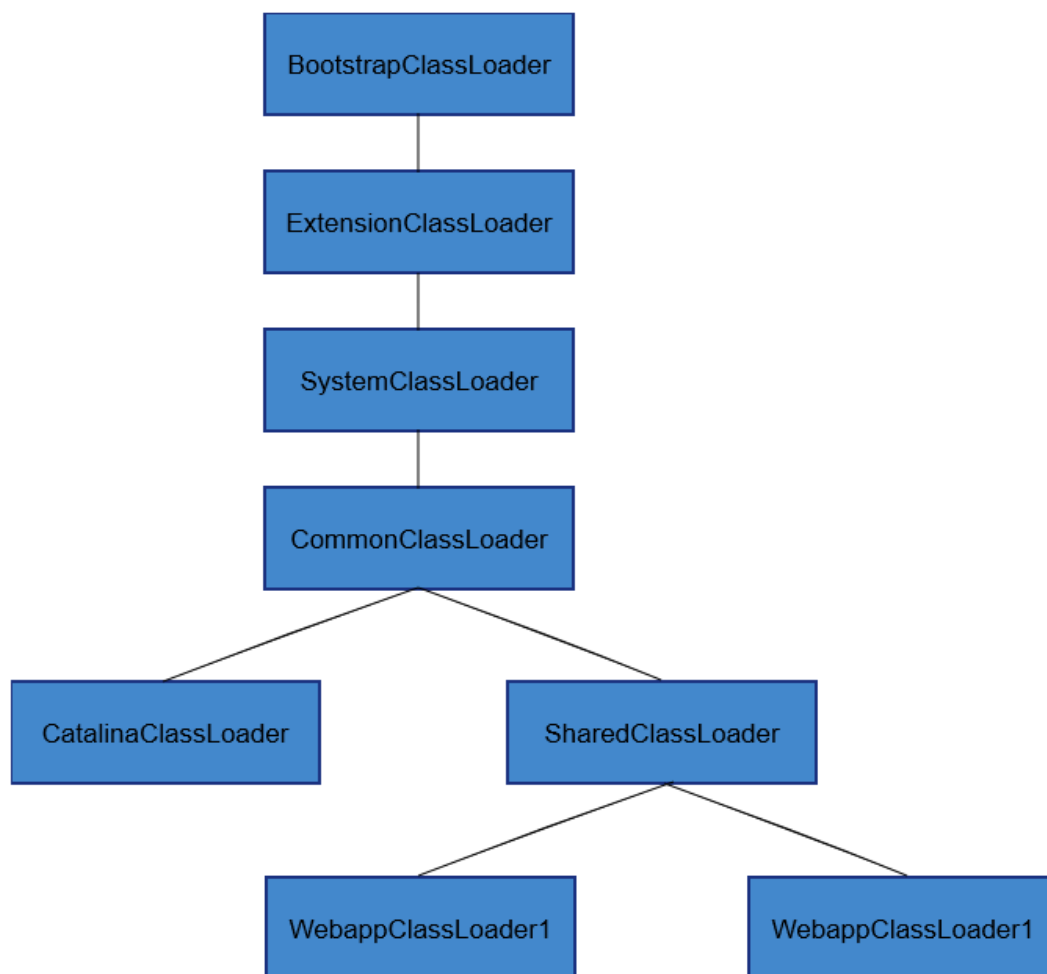 BootstrapClassLoader
ExtensionClassLoader
SystemClassLoader
CommonClassLoader
CatalinaClassLoader
SharedClassLoader
WebappClassLoader1
WebappClassLoader1